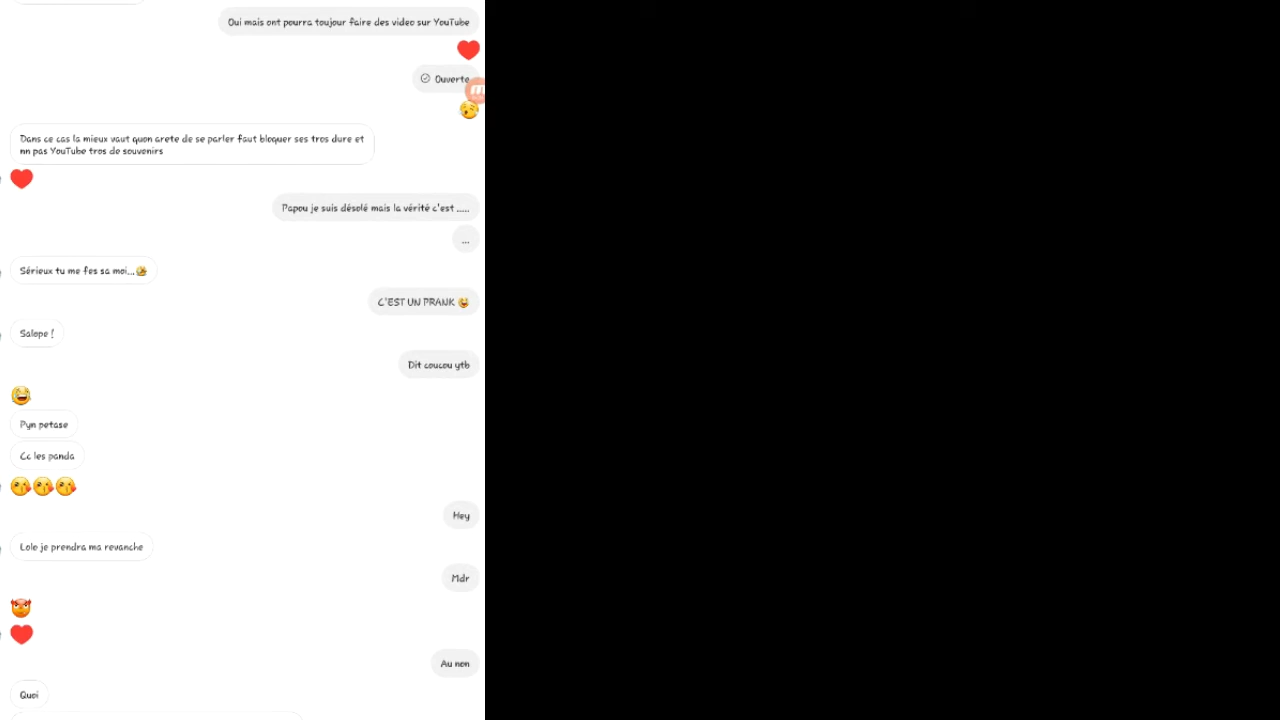 Oui mais ont pourra toujour faire des video sur YouTube
Ouverte
Dans ce cas la mieux vaut quon arete de se parler faut bloquer ses tros dure et
nn pas YouTube tros de souvenirs
Papou je suis désolé mais la vérité c'est .....
...
Sérieux tu me fes sa moi...🤣
C'EST UN PRANK 😂
Salope !
Dit coucou ytb
Pyn petase
Cc les panda
Hey
Lolo je prendra ma revanche
Mdr
Au non
Quoi